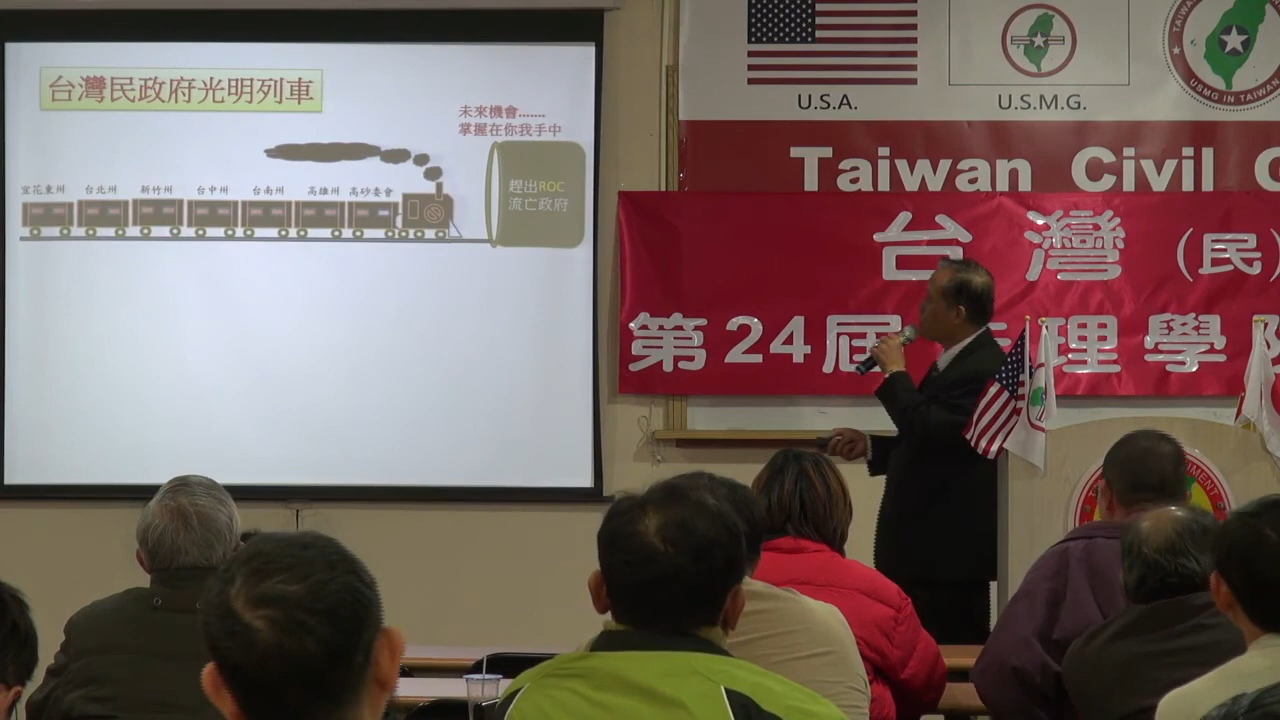 台灣民政府光明列車
未來機會.......
掌握在你我手中
宜花東州 台北州 新竹州 台中州 台南州 高雄州 高砂委會
趕出ROC
流亡政府
U.S.A.
U.S.M.G.
USMG IN TAIWAN
Taiwan Civil
台灣(民)
第24屆 理學